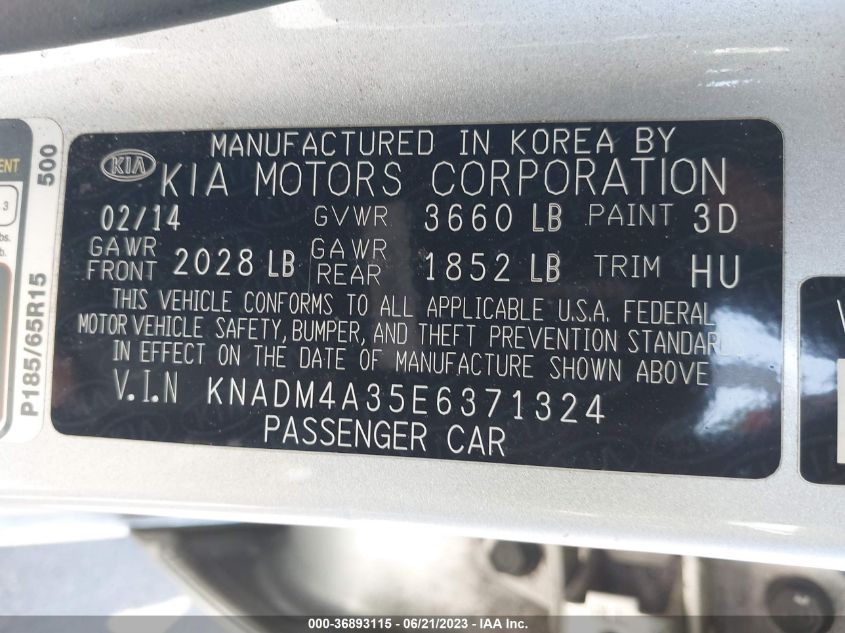 MANUFACTURED IN KOREA BY
KIA KIA MOTORS CORPORATION
02/14 GVWR 3660 LB PAINT 3D
GAWR FRONT 2028 LB GAWR REAR 1852 LB TRIM HU
THIS VEHICLE CONFORMS TO ALL APPLICABLE U.S.A. FEDERAL
MOTOR VEHICLE SAFETY, BUMPER, AND THEFT PREVENTION STANDAR
IN EFFECT ON THE DATE OF MANUFACTURE SHOWN ABOVE
V.I.N KNADM4A35E6371324
PASSENGER CAR
P185/65R15 500
000-36893115 - 06/21/2023 - IAA Inc.